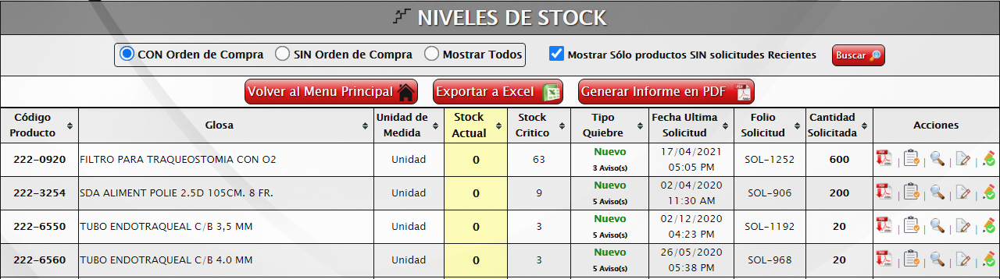 NIVELES DE STOCK
CON Orden de Compra SIN Orden de Compra Mostrar Todos Mostrar Sólo productos SIN solicitudes Recientes Buscar
Volver al Menu Principal Exportar a Excel Generar Informe en PDF
Código Producto Glosa Unidad de Medida Stock Actual Stock Critico Tipo Quiebre Fecha Ultima Solicitud Folio Solicitud Cantidad Solicitada Acciones
222-0920 FILTRO PARA TRAQUEOSTOMIA CON O2 Unidad 0 63 Nuevo 3 Aviso(s) 17/04/2021 05:05 PM SOL-1252 600
222-3254 SDA ALIMENT POLIE 2.5D 105CM. 8 FR. Unidad 0 9 Nuevo 5 Aviso(s) 02/04/2020 11:30 AM SOL-906 200
222-6550 TUBO ENDOTRAQUEAL C/B 3,5 MM Unidad 0 3 Nuevo 5 Aviso(s) 02/12/2020 04:23 PM SOL-1192 20
222-6560 TUBO ENDOTRAQUEAL C/B 4.0 MM Unidad 0 3 Nuevo 5 Aviso(s) 26/05/2020 05:38 PM SOL-968 20